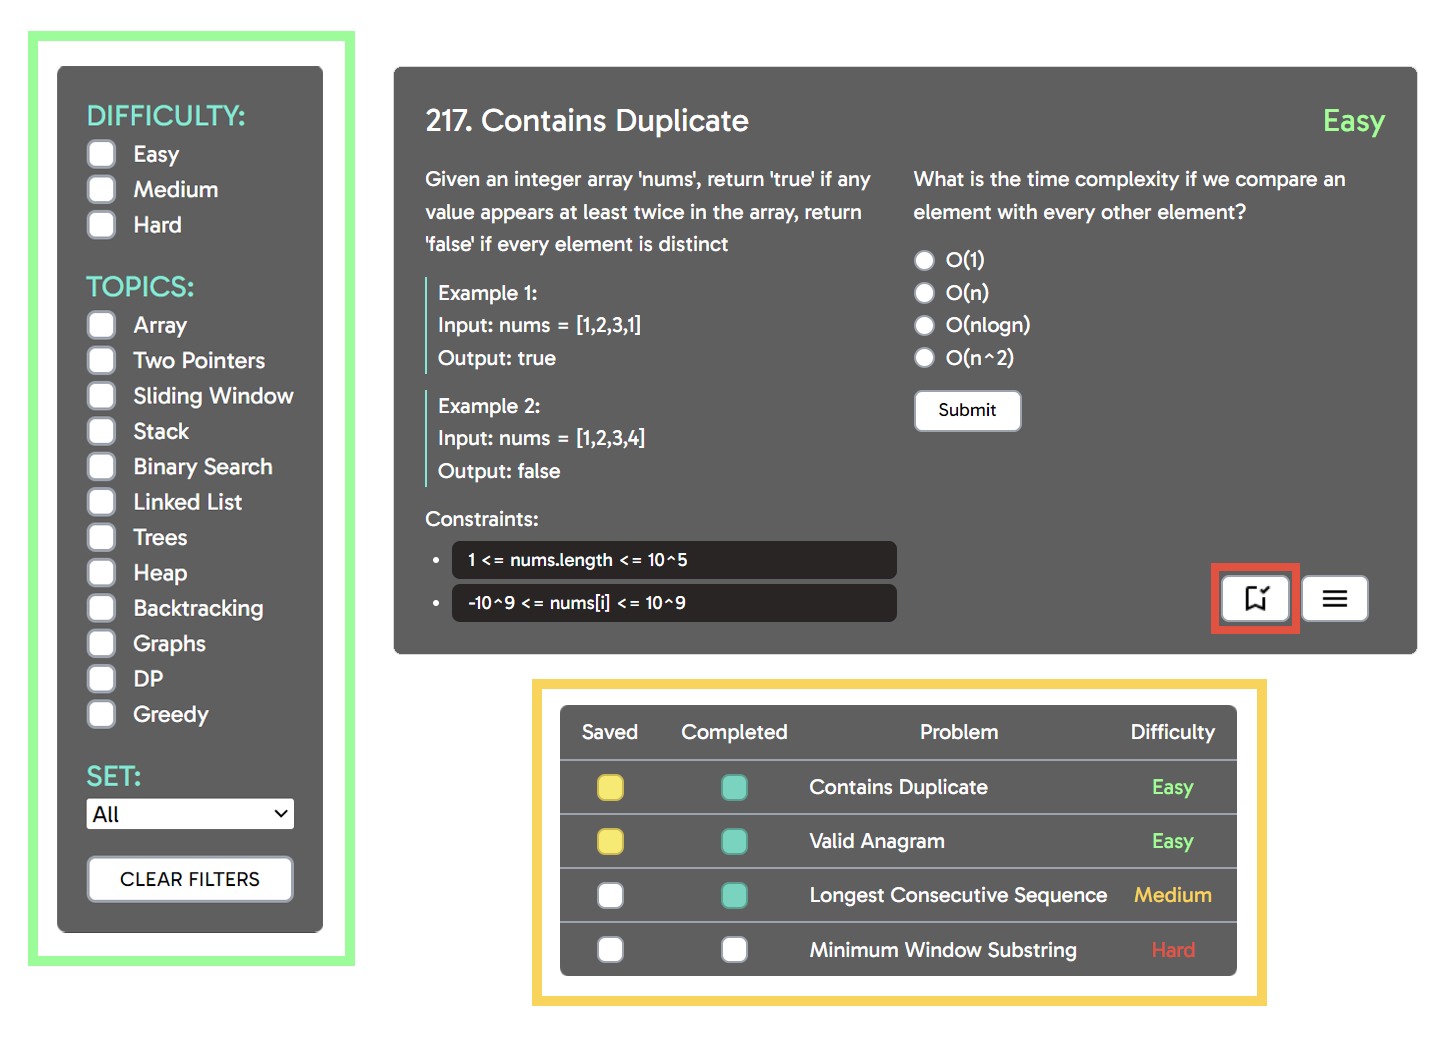 DIFFICULTY:
Easy
Medium
Hard
TOPICS:
Array
Two Pointers
Sliding Window
Stack
Binary Search
Linked List
Trees
Heap
Backtracking
Graphs
DP
Greedy
SET:
All
CLEAR FILTERS
217. Contains Duplicate
Easy
Given an integer array 'nums', return 'true' if any
value appears at least twice in the array, return
'false' if every element is distinct
Example 1:
Input: nums = [1,2,3,1]
Output: true
Example 2:
Input: nums = [1,2,3,4]
Output: false
Constraints:
• 1 <= nums.length <= 10^5
• -10^9 <= nums[i] <= 10^9
What is the time complexity if we compare an
element with every other element?
O(1)
O(n)
O(nlogn)
O(n^2)
Submit
Saved Completed Problem Difficulty
Contains Duplicate Easy
Valid Anagram Easy
Longest Consecutive Sequence Medium
Minimum Window Substring Hard